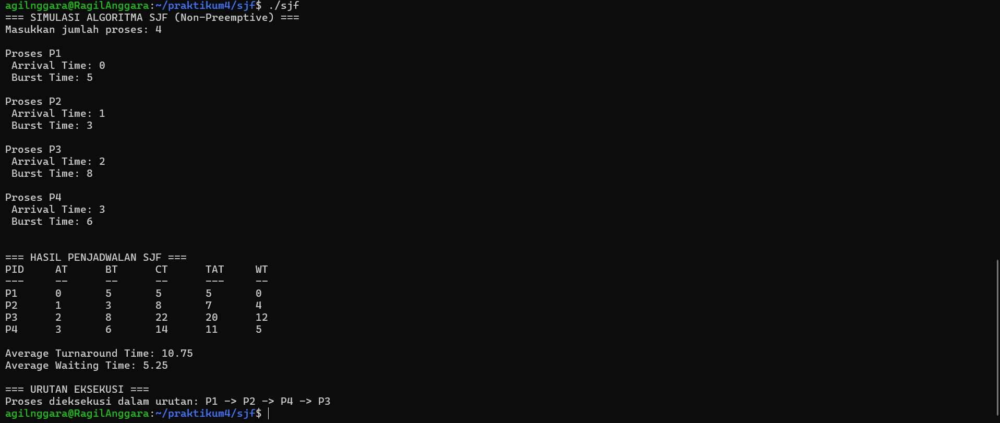 agilnggara@RagilAnggara:~/praktikum4/sjf$ ./sjf
=== SIMULASI ALGORITMA SJF (Non-Preemptive) ===
Masukkan jumlah proses: 4
Proses P1
Arrival Time: 0
Burst Time: 5
Proses P2
Arrival Time: 1
Burst Time: 3
Proses P3
Arrival Time: 2
Burst Time: 8
Proses P4
Arrival Time: 3
Burst Time: 6
=== HASIL PENJADWALAN SJF ===
PID AT BT CT TAT WT
--- -- -- -- --- --
P1 0 5 5 5 0
P2 1 3 8 7 4
P3 2 8 22 20 12
P4 3 6 14 11 5
Average Turnaround Time: 10.75
Average Waiting Time: 5.25
=== URUTAN EKSEKUSI ===
Proses dieksekusi dalam urutan: P1 -> P2 -> P4 -> P3
agilnggara@RagilAnggara:~/praktikum4/sjf$